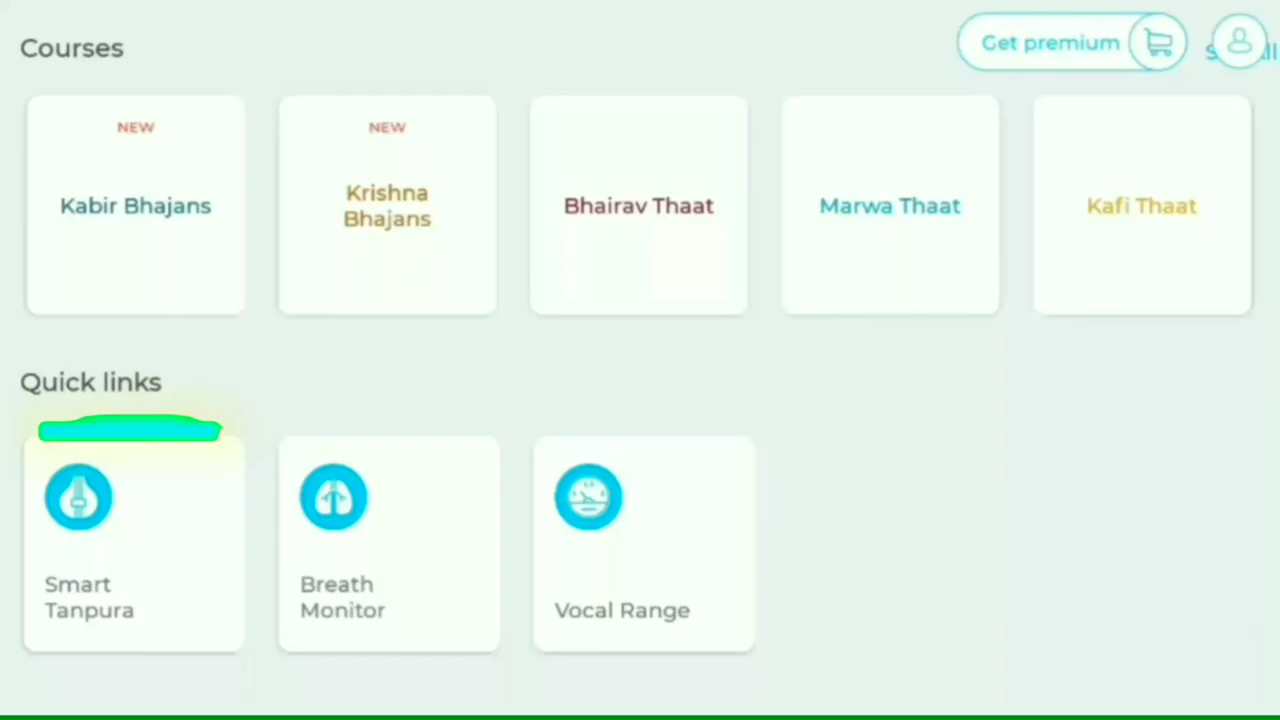 Courses
Get premium
NEW
Kabir Bhajans
NEW
Krishna
Bhajans
Bhairav Thaat
Marwa Thaat
Kafi Thaat
Quick links
Smart
Tanpura
Breath
Monitor
Vocal Range